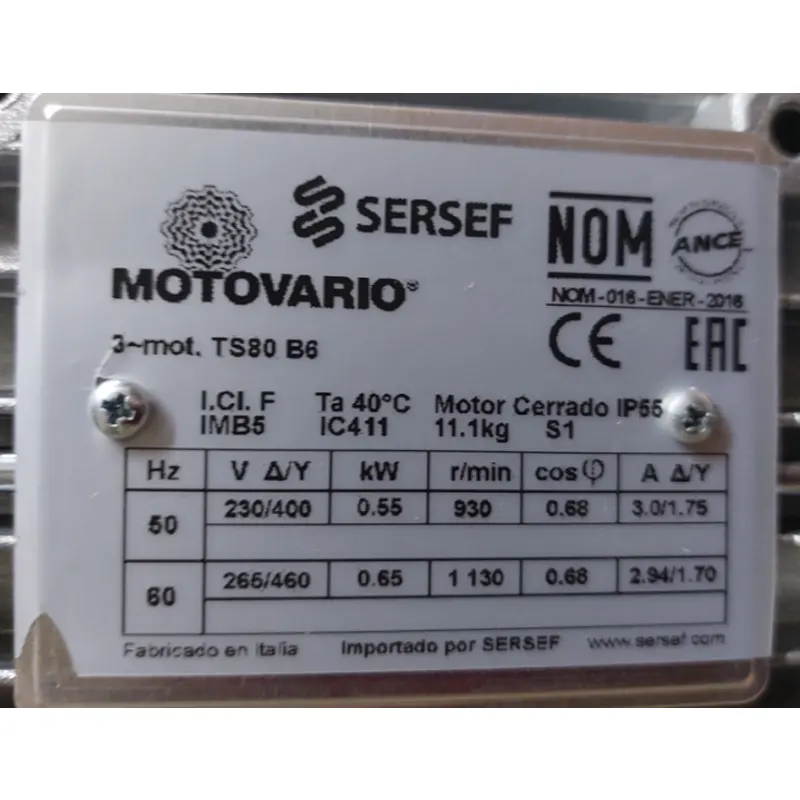 SERSEF
NOM
ANCE
MOTOVARIO®
NOM-016-ENER-2016
3~mot. TS80 B6
CE EAC
I.Cl. F Ta 40°C Motor Cerrado IP55
IMB5 IC411 11.1kg S1
Hz V Δ/Y kW r/min cosφ A Δ/Y
50 230/400 0.55 930 0.68 3.0/1.75
60 265/460 0.65 1 130 0.68 2.94/1.70
Fabricado en Italia Importado por SERSEF www.sersef.com